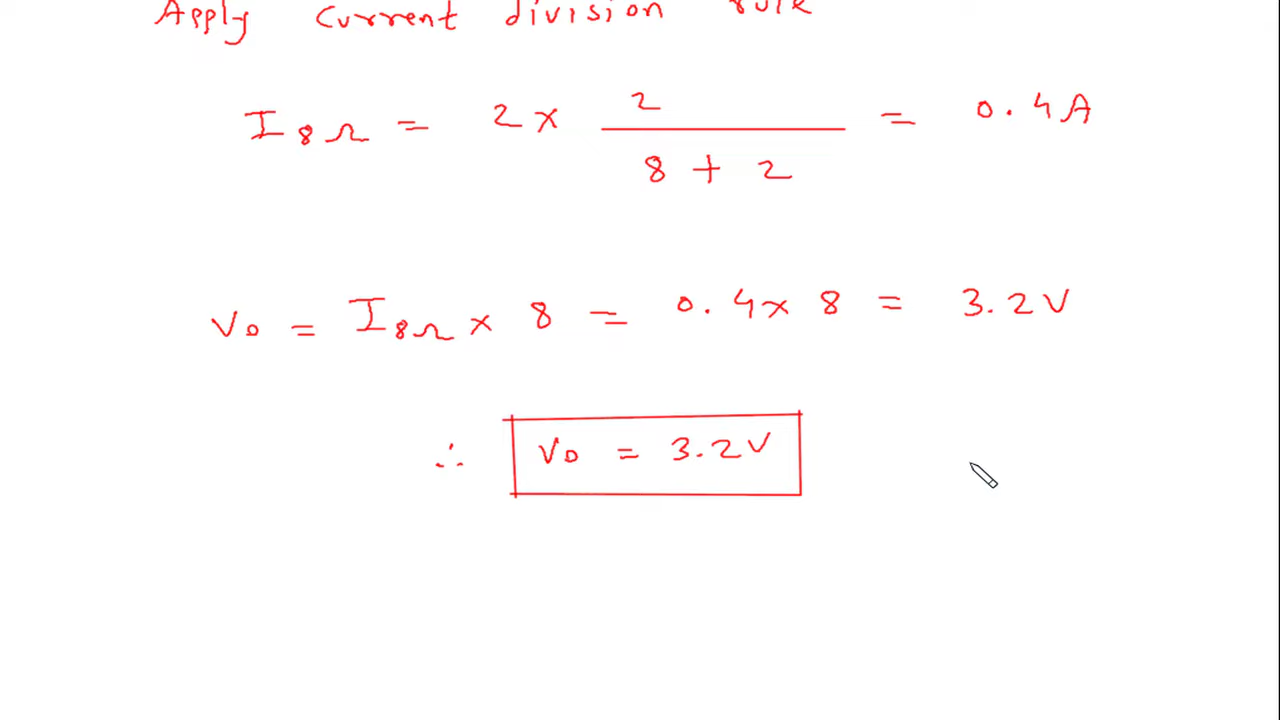 Apply current division rule
I8Ω = 2 × 2 / 8 + 2 = 0.4A
Vo = I8Ω × 8 = 0.4 × 8 = 3.2V
∴ Vo = 3.2V